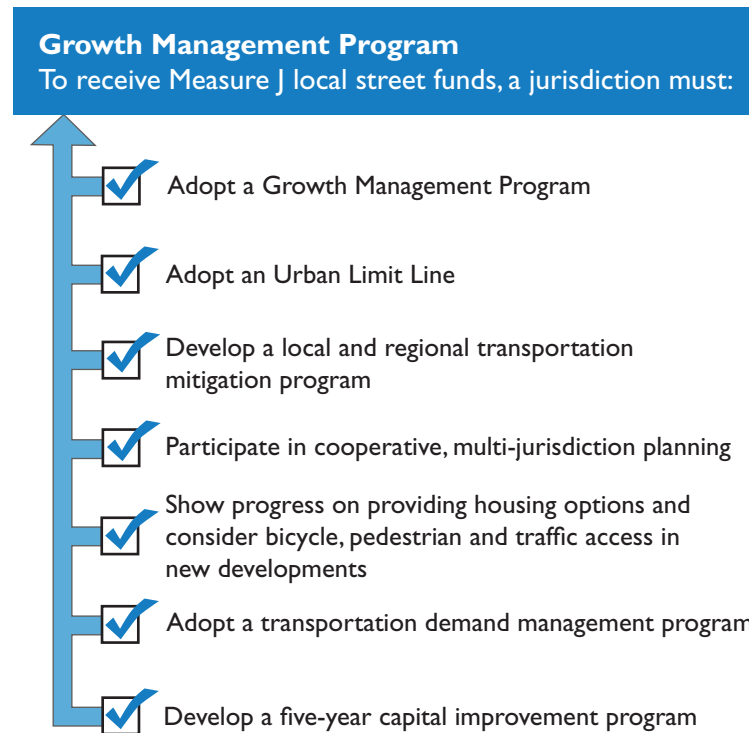 Growth Management Program
To receive Measure J local street funds, a jurisdiction must:
Adopt a Growth Management Program
Adopt an Urban Limit Line
Develop a local and regional transportation
mitigation program
Participate in cooperative, multi-jurisdiction planning
Show progress on providing housing options and
consider bicycle, pedestrian and traffic access in
new developments
Adopt a transportation demand management program
Develop a five-year capital improvement program